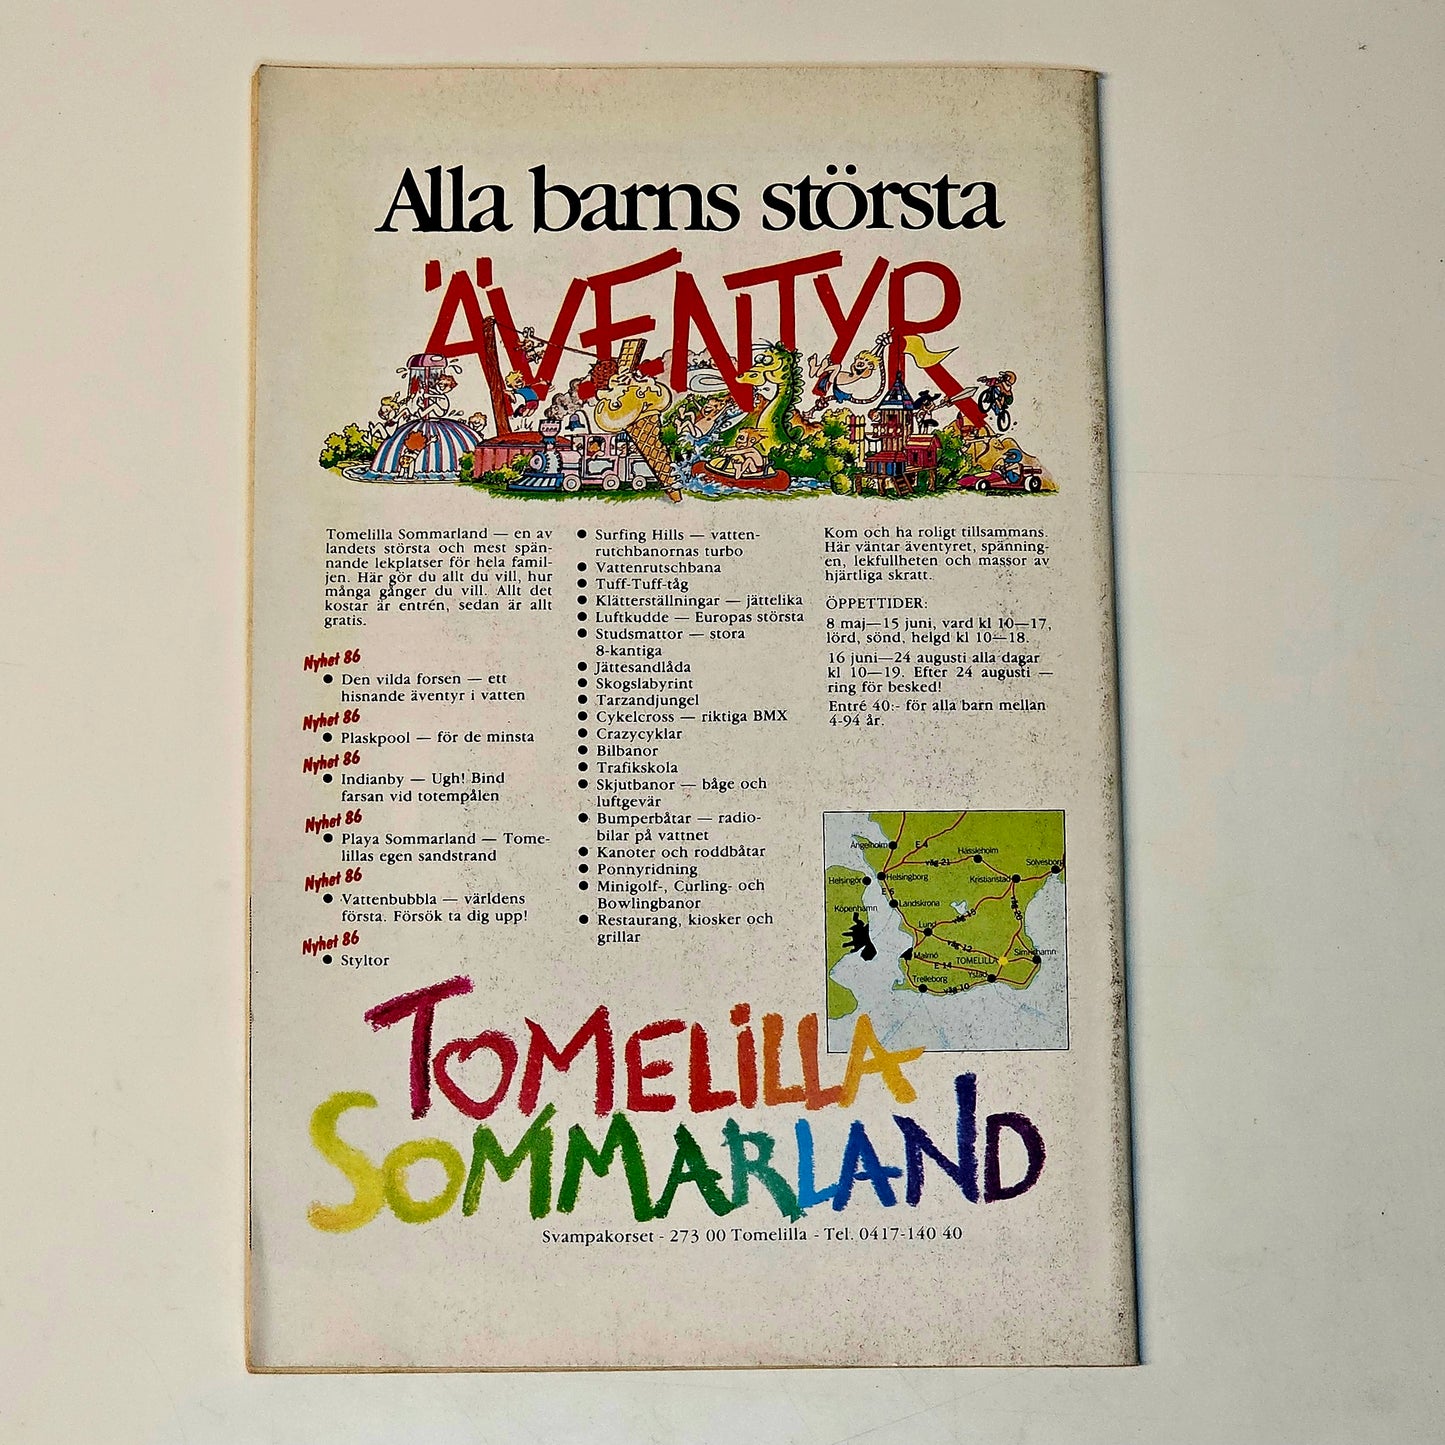 Alla barns största
ÄVENTYR
Tomelilla Sommarland — en av
landets största och mest spän-
nande lekplatser för hela famil-
jen. Här gör du allt du vill, hur
många gånger du vill. Allt det
kostar är entrén, sedan är allt
gratis.
Nyhet 86
● Den vilda forsen — ett
hisnande äventyr i vatten
Nyhet 86
● Plaskpool — för de minsta
Nyhet 86
● Indianby — Ugh! Bind
farsan vid totempålen
Nyhet 86
● Playa Sommarland — Tome-
lillas egen sandstrand
Nyhet 86
● Vattenbubbla — världens
första. Försök ta dig upp!
Nyhet 86
● Styltor
● Surfing Hills — vatten-
rutchbanornas turbo
● Vattenrutschbana
● Tuff-Tuff-tåg
● Klätterställningar — jättelika
● Luftkudde — Europas största
● Studsmattor — stora
8-kantiga
● Jättesandlåda
● Skogslabyrint
● Tarzandjungel
● Cykelcross — riktiga BMX
● Crazycyklar
● Bilbanor
● Trafikskola
● Skjutbanor — båge och
luftgevär
● Bumperbåtar — radio-
bilar på vattnet
● Kanoter och roddbåtar
● Ponnyridning
● Minigolf-, Curling- och
Bowlingbanor
● Restaurang, kiosker och
grillar
Kom och ha roligt tillsammans.
Här väntar äventyret, spänning-
en, lekfullheten och massor av
hjärtliga skratt.
ÖPPETTIDER:
8 maj—15 juni, vard kl 10—17,
lörd, sönd, helgd kl 10—18.
16 juni—24 augusti alla dagar
kl 10—19. Efter 24 augusti —
ring för besked!
Entré 40:- för alla barn mellan
4-94 år.
Ängelholm
E 4
Hässleholm
väg 21
Sölvesborg
Helsingör
Helsingborg
Kristianstad
E 6
Köpenhamn
Landskrona
väg 15
Lund
väg 12
Simrishamn
Malmö
E 14
TOMELILLA
Trelleborg
väg 10
Ystad
TOMELILLA
SOMMARLAND
Svampakorset - 273 00 Tomelilla - Tel. 0417-140 40